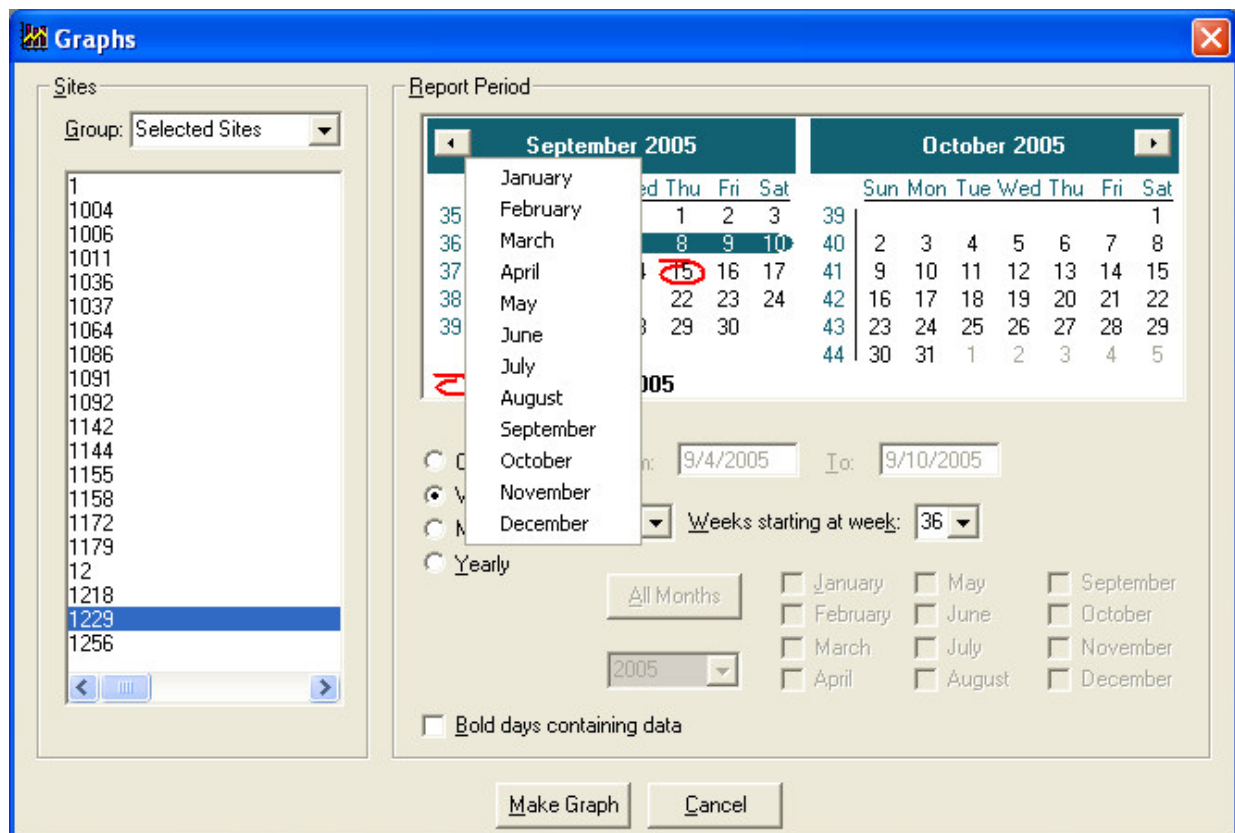 Graphs
Sites
Group: Selected Sites
1
1004
1006
1011
1036
1037
1064
1086
1091
1092
1142
1144
1155
1158
1172
1179
12
1218
1229
1256
Report Period
September 2005
Thu Fri Sat
35 1 2 3
36 8 9 10
37 15 16 17
38 22 23 24
39 29 30
January
February
March
April
May
June
July
August
September
October
November
December
October 2005
Sun Mon Tue Wed Thu Fri Sat
39 1
40 2 3 4 5 6 7 8
41 9 10 11 12 13 14 15
42 16 17 18 19 20 21 22
43 23 24 25 26 27 28 29
44 30 31 1 2 3 4 5
9/4/2005 To: 9/10/2005
Weeks starting at week: 36
Yearly
All Months
2005
January May September
February June October
March July November
April August December
Bold days containing data
Make Graph Cancel